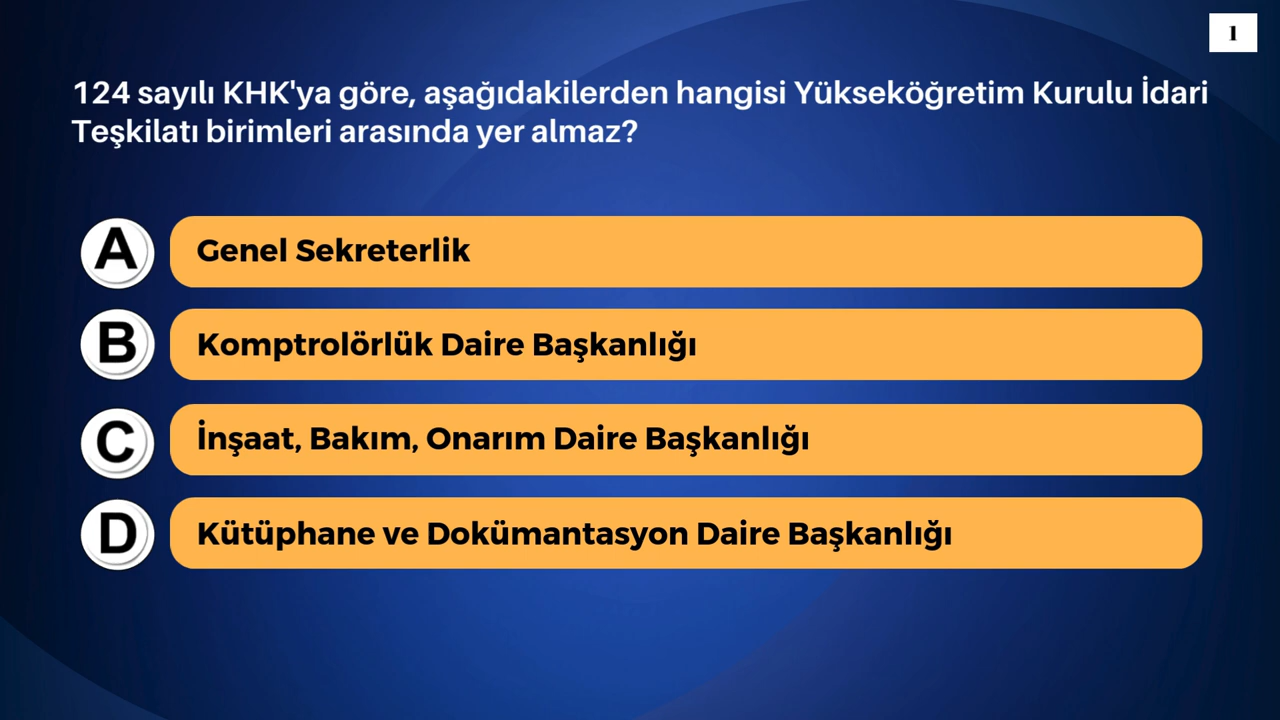 1
124 sayılı KHK'ya göre, aşağıdakilerden hangisi Yükseköğretim Kurulu İdari
Teşkilatı birimleri arasında yer almaz?
A Genel Sekreterlik
B Komptrolörlük Daire Başkanlığı
C İnşaat, Bakım, Onarım Daire Başkanlığı
D Kütüphane ve Dokümantasyon Daire Başkanlığı